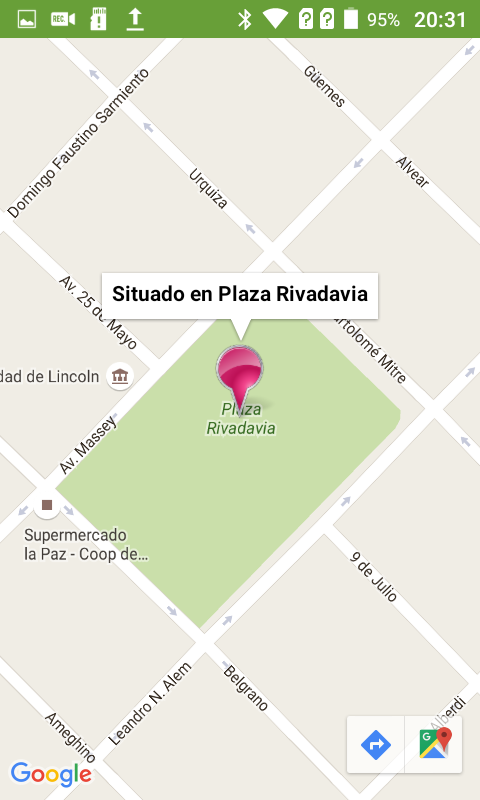 REC.
95% 20:31
Domingo Faustino Sarmiento
Güemes
Alvear
Urquiza
Av. 25 de Mayo
Situado en Plaza Rivadavia
artolomé Mitre
dad de Lincoln
Plaza
Rivadavia
Av. Massey
Supermercado
la Paz - Coop de...
9 de Julio
Leandro N. Alem
Belgrano
Alberdi
Ameghino
Google
G